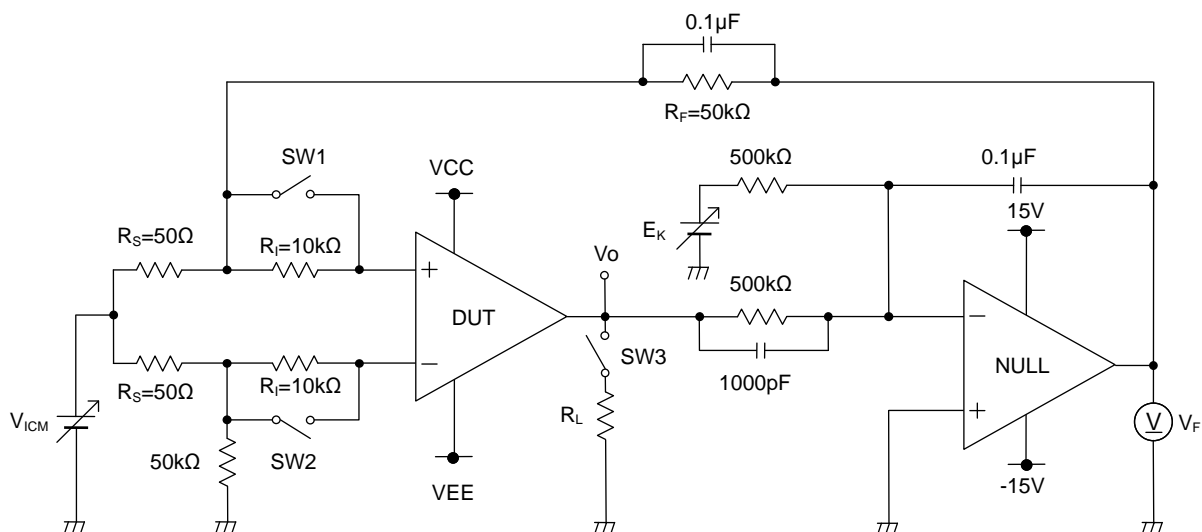 0.1µF
RF=50kΩ
SW1
VCC
500kΩ
0.1µF
15V
EK
RS=50Ω
RI=10kΩ
Vo
500kΩ
+
DUT
−
−
NULL
+
SW3
1000pF
RS=50Ω
RI=10kΩ
VICM
SW2
RL
V
VF
50kΩ
VEE
-15V